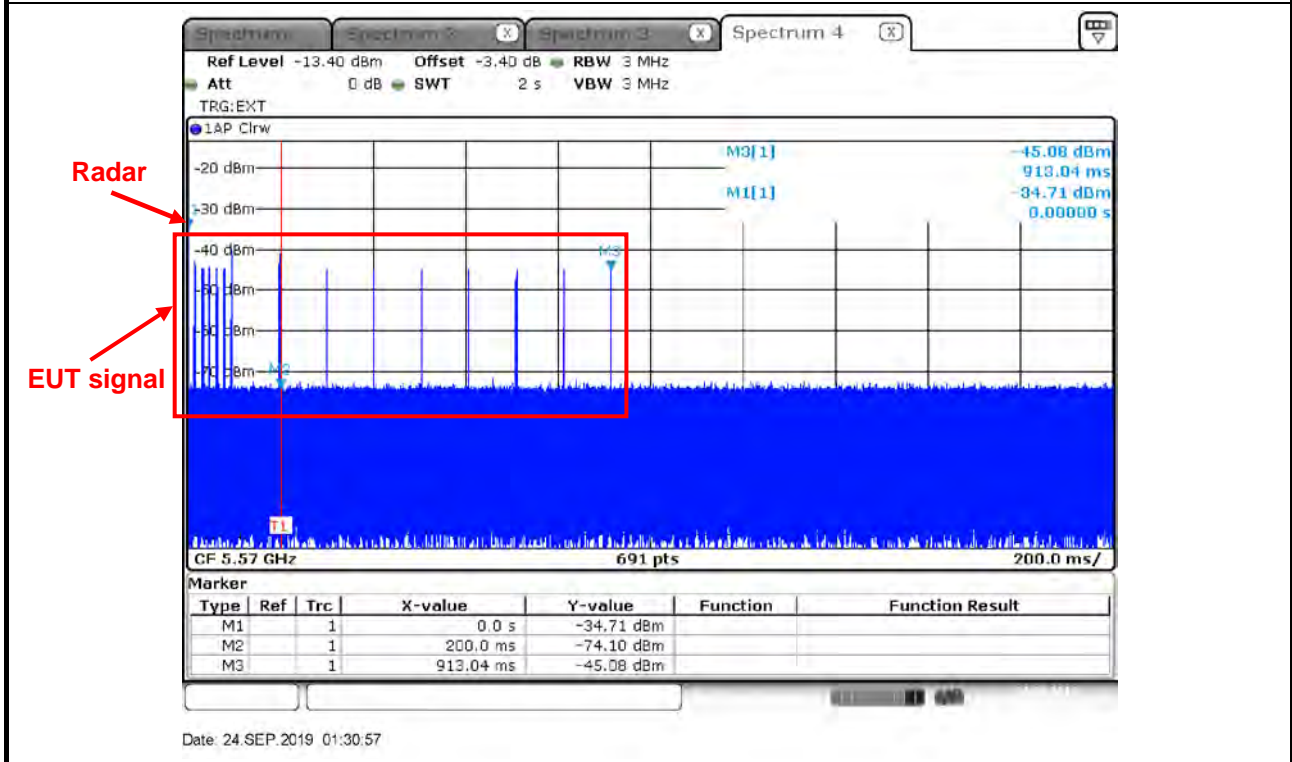 Spectrum Spectrum 2 X Spectrum 3 X Spectrum 4 X
Ref Level -13.40 dBm Offset -3.40 dB RBW 3 MHz
Att 0 dB SWT 2 s VBW 3 MHz
TRG:EXT
1AP Clrw
M3[1] -45.08 dBm
913.04 ms
M1[1] -34.71 dBm
0.00000 s
-20 dBm
Radar
-30 dBm
-40 dBm
M3
-50 dBm
-60 dBm
-70 dBm
M2
EUT signal
T1
CF 5.57 GHz 691 pts 200.0 ms/
Marker
Type Ref Trc X-value Y-value Function Function Result
M1 1 0.0 s -34.71 dBm
M2 1 200.0 ms -74.10 dBm
M3 1 913.04 ms -45.08 dBm
Date: 24.SEP.2019 01:30:57